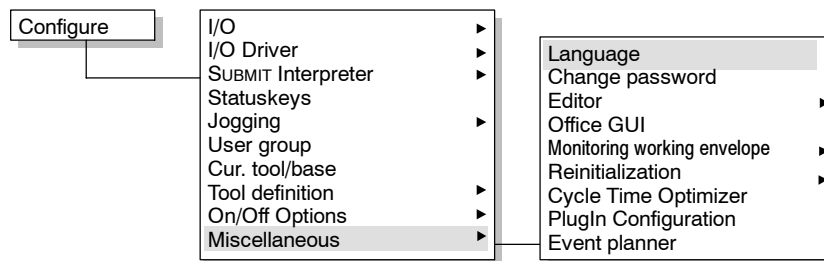 Configure
I/O
I/O Driver
SUBMIT Interpreter
Statuskeys
Jogging
User group
Cur. tool/base
Tool definition
On/Off Options
Miscellaneous
Language
Change password
Editor
Office GUI
Monitoring working envelope
Reinitialization
Cycle Time Optimizer
PlugIn Configuration
Event planner